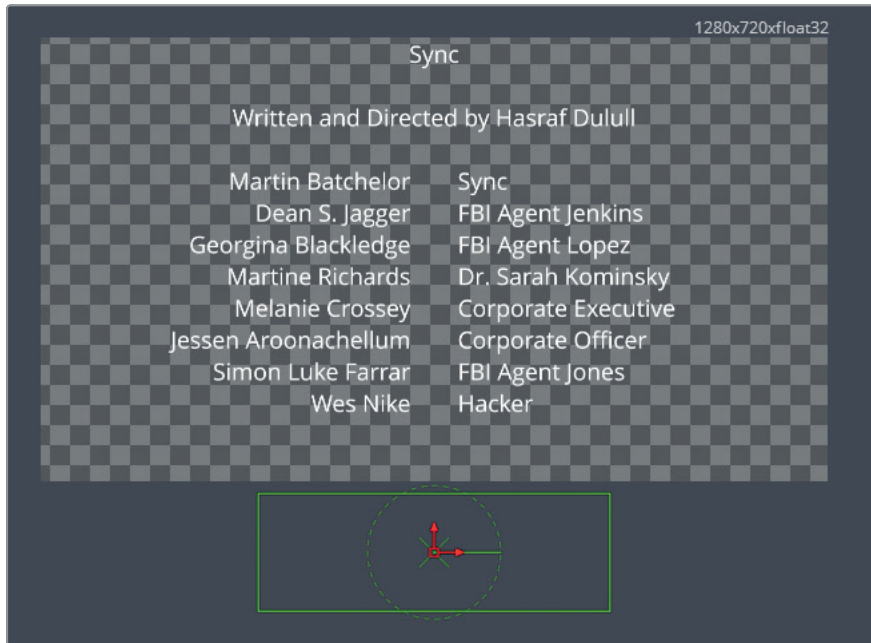 1280x720xfloat32
Sync
Written and Directed by Hasraf Dulull
Martin Batchelor Sync
Dean S. Jagger FBI Agent Jenkins
Georgina Blackledge FBI Agent Lopez
Martine Richards Dr. Sarah Kominsky
Melanie Crossey Corporate Executive
Jessen Aroonachellum Corporate Officer
Simon Luke Farrar FBI Agent Jones
Wes Nike Hacker